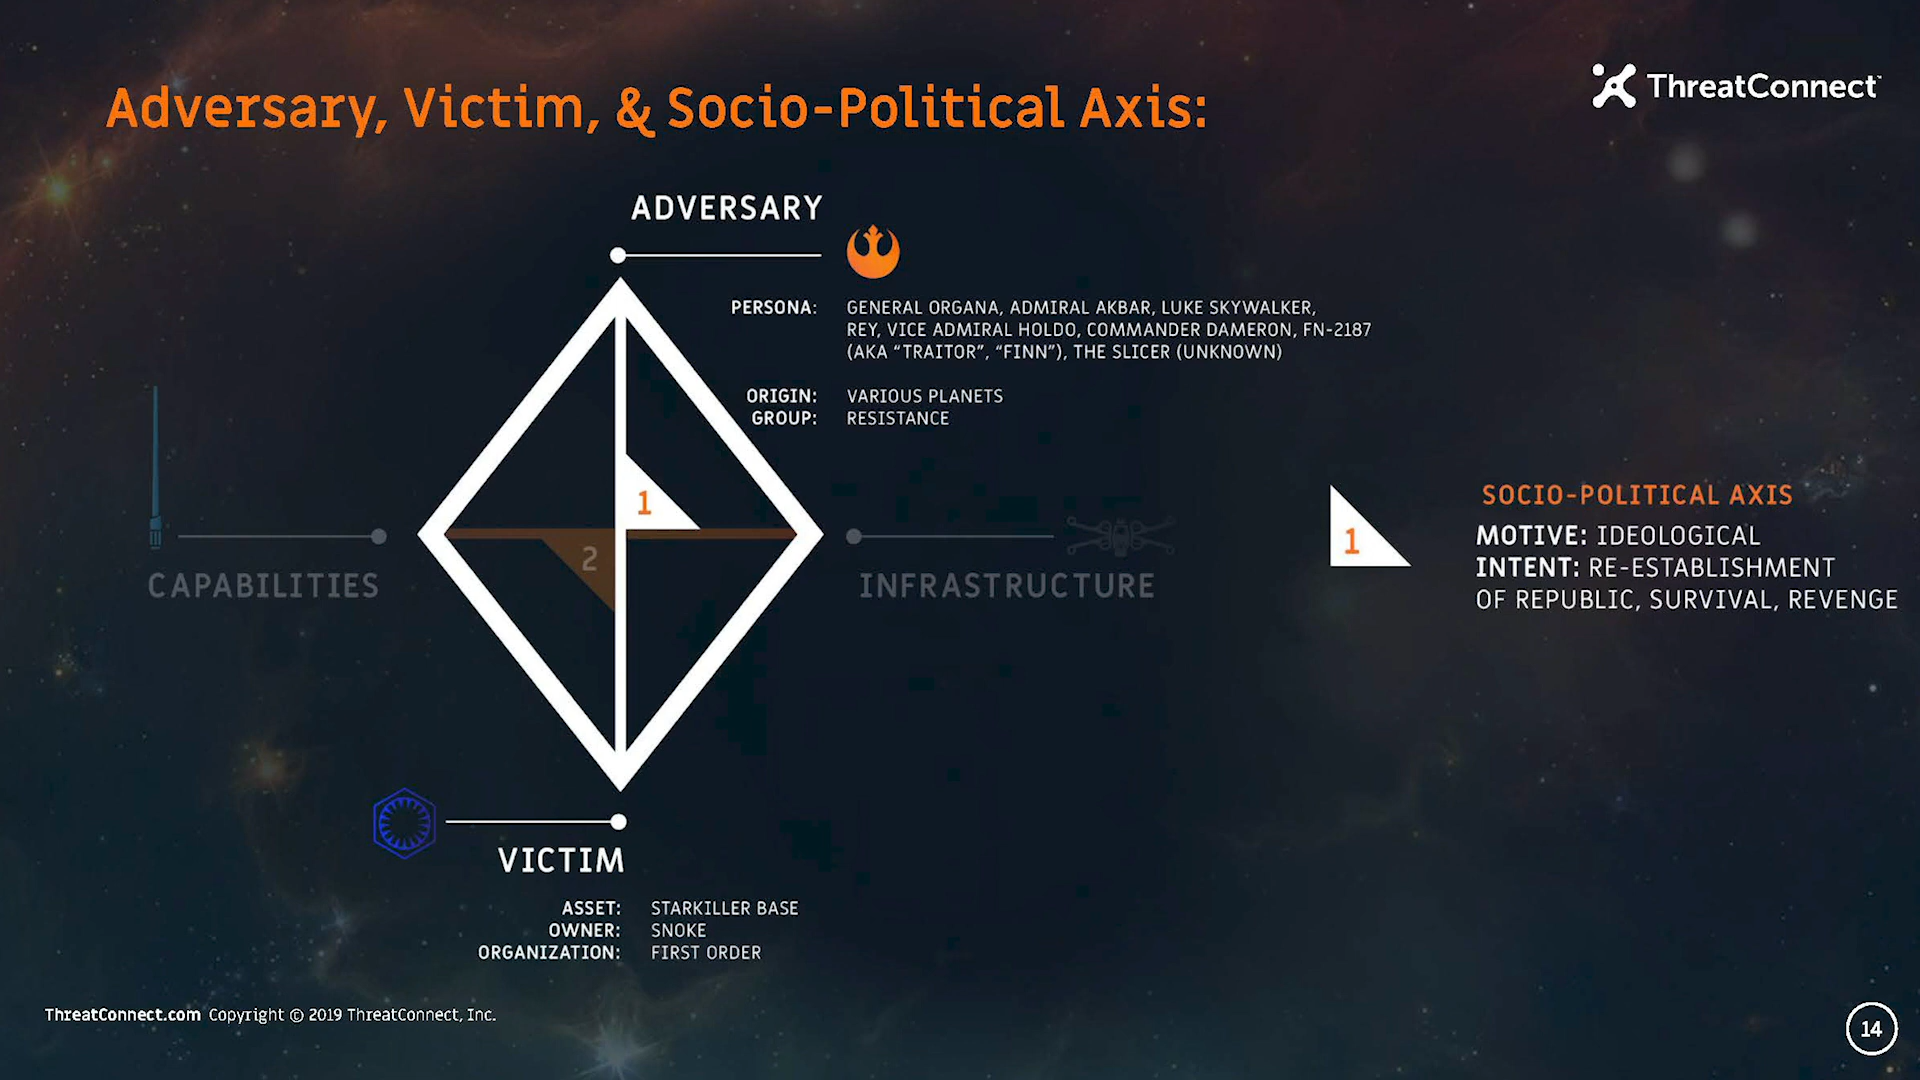 Adversary, Victim, & Socio-Political Axis:
ThreatConnect™
ADVERSARY
PERSONA: GENERAL ORGANA, ADMIRAL AKBAR, LUKE SKYWALKER,
REY, VICE ADMIRAL HOLDO, COMMANDER DAMERON, FN-2187
(AKA “TRAITOR”, “FINN”), THE SLICER (UNKNOWN)
ORIGIN: VARIOUS PLANETS
GROUP: RESISTANCE
1
2
CAPABILITIES
INFRASTRUCTURE
1
SOCIO-POLITICAL AXIS
MOTIVE: IDEOLOGICAL
INTENT: RE-ESTABLISHMENT
OF REPUBLIC, SURVIVAL, REVENGE
VICTIM
ASSET: STARKILLER BASE
OWNER: SNOKE
ORGANIZATION: FIRST ORDER
ThreatConnect.com Copyright © 2019 ThreatConnect, Inc.
14